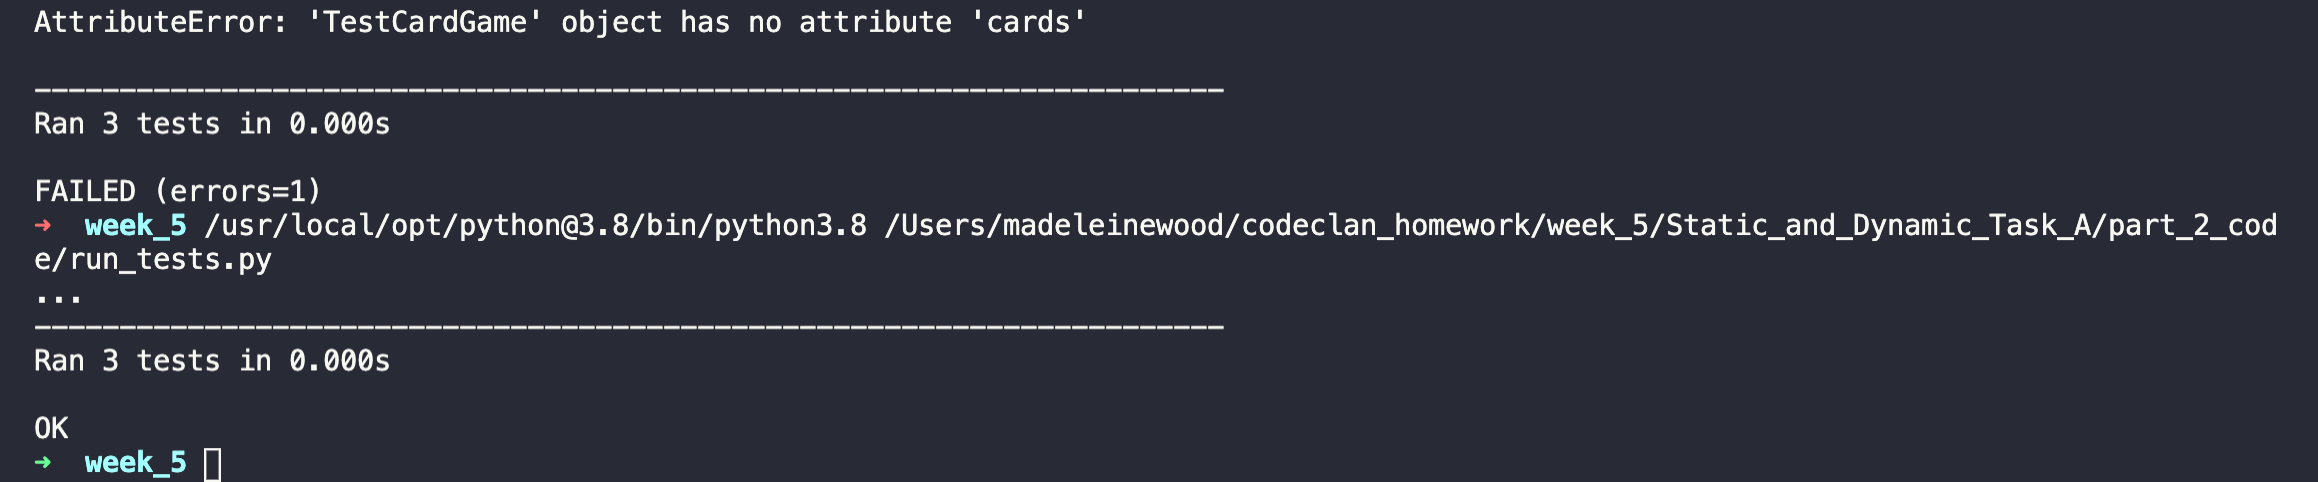 AttributeError: 'TestCardGame' object has no attribute 'cards'
----------------------------------------------------------------------
Ran 3 tests in 0.000s
FAILED (errors=1)
➜  week_5 /usr/local/opt/python@3.8/bin/python3.8 /Users/madeleinewood/codeclan_homework/week_5/Static_and_Dynamic_Task_A/part_2_cod
e/run_tests.py
...
----------------------------------------------------------------------
Ran 3 tests in 0.000s
OK
➜  week_5